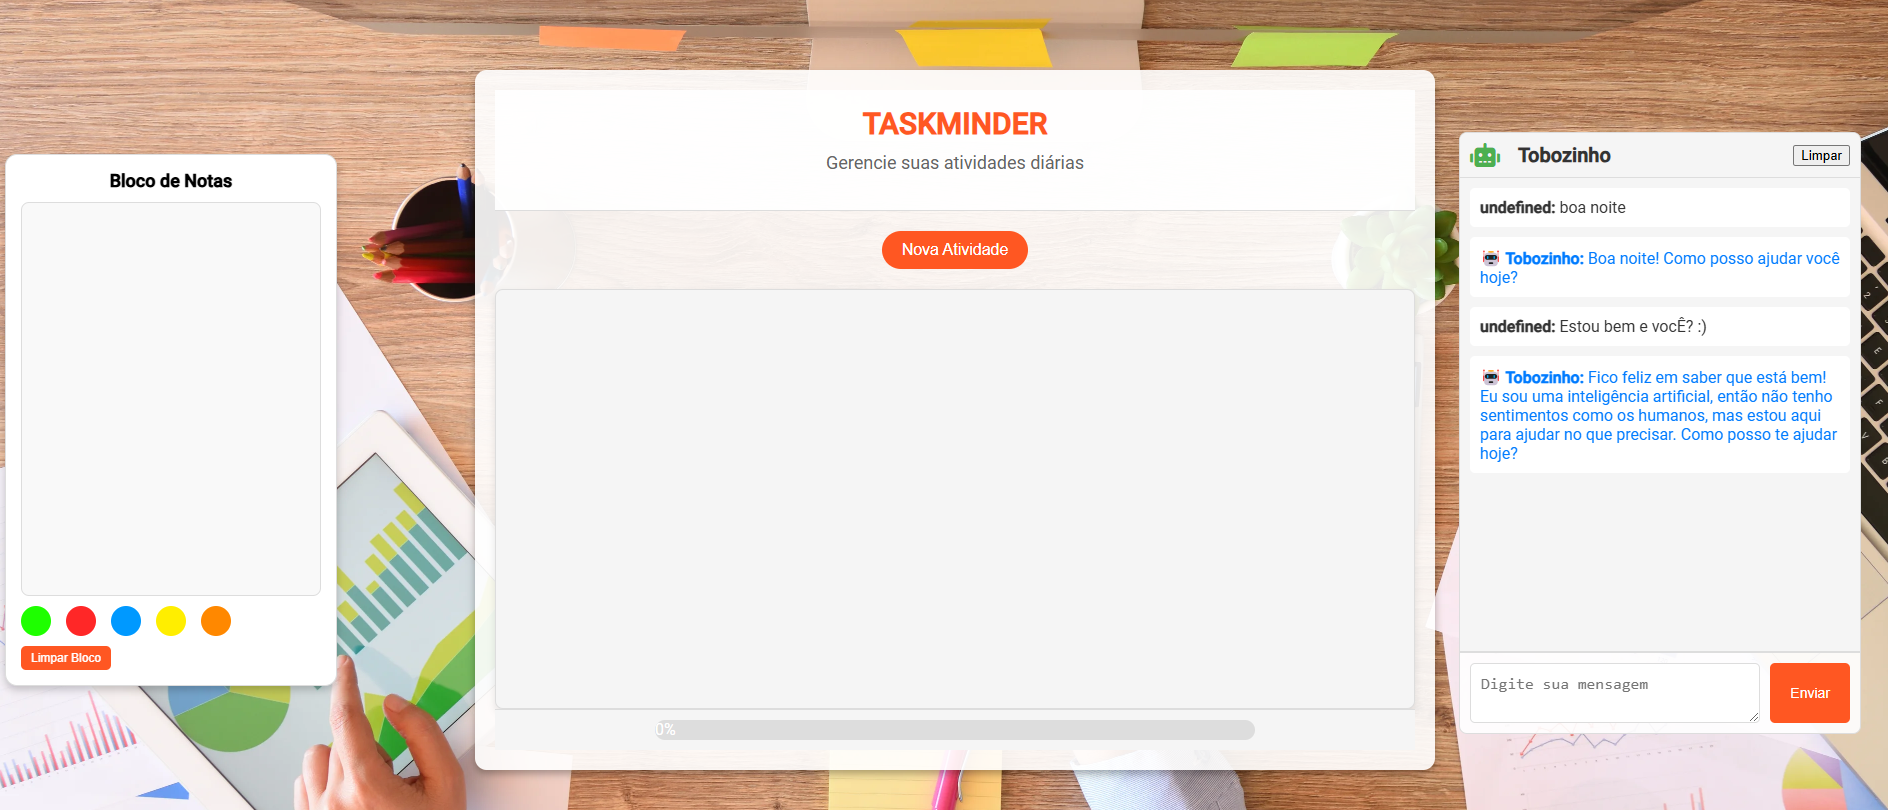 TASKMINDER
Gerencie suas atividades diárias
Nova Atividade
0%
Bloco de Notas
Limpar Bloco
Tobozinho
Limpar
undefined: boa noite
🤖 Tobozinho: Boa noite! Como posso ajudar você
hoje?
undefined: Estou bem e vocÊ? :)
🤖 Tobozinho: Fico feliz em saber que está bem!
Eu sou uma inteligência artificial, então não tenho
sentimentos como os humanos, mas estou aqui
para ajudar no que precisar. Como posso te ajudar
hoje?
Digite sua mensagem
Enviar